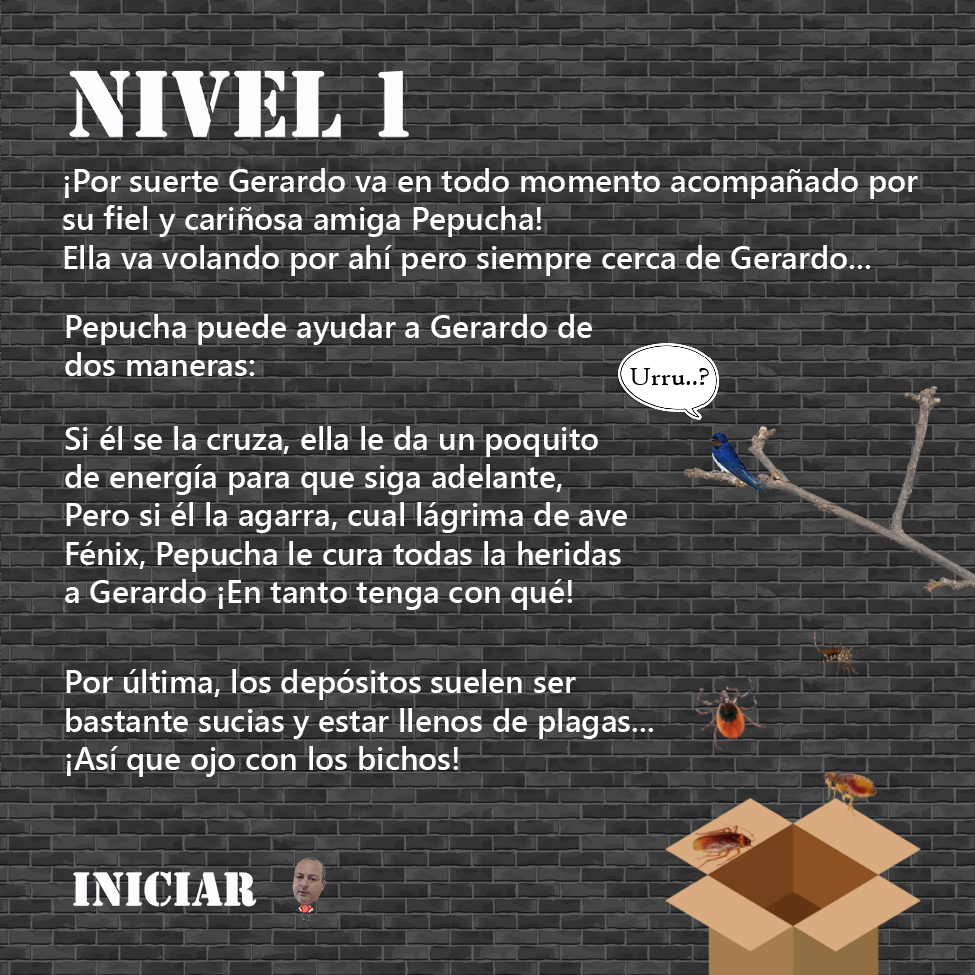 NIVEL 1
¡Por suerte Gerardo va en todo momento acompañado por
su fiel y cariñosa amiga Pepucha!
Ella va volando por ahí pero siempre cerca de Gerardo...
Pepucha puede ayudar a Gerardo de
dos maneras:
Urru..?
Si él se la cruza, ella le da un poquito
de energía para que siga adelante,
Pero si él la agarra, cual lágrima de ave
Fénix, Pepucha le cura todas la heridas
a Gerardo ¡En tanto tenga con qué!
Por última, los depósitos suelen ser
bastante sucias y estar llenos de plagas...
¡Así que ojo con los bichos!
INICIAR